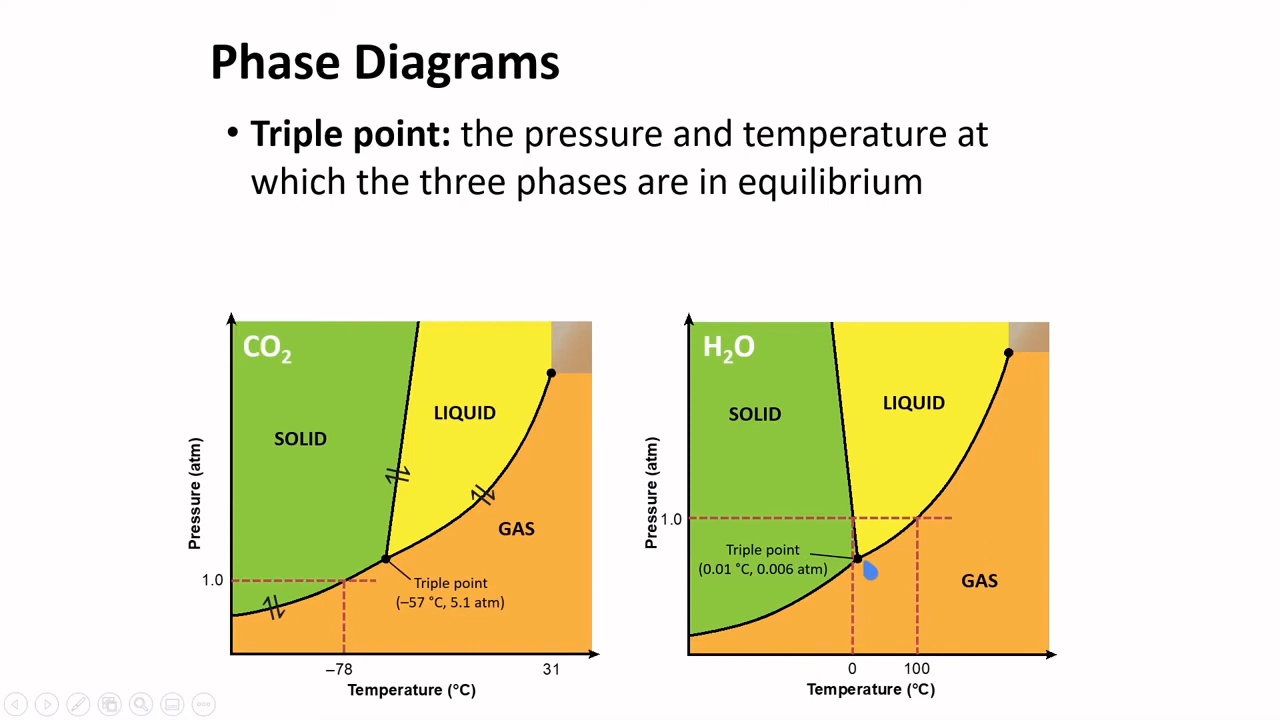 Phase Diagrams
• Triple point: the pressure and temperature at
which the three phases are in equilibrium
CO₂
SOLID
LIQUID
GAS
Pressure (atm)
1.0
Triple point
(–57 °C, 5.1 atm)
–78
31
Temperature (°C)
H₂O
SOLID
LIQUID
GAS
Pressure (atm)
1.0
Triple point
(0.01 °C, 0.006 atm)
0
100
Temperature (°C)